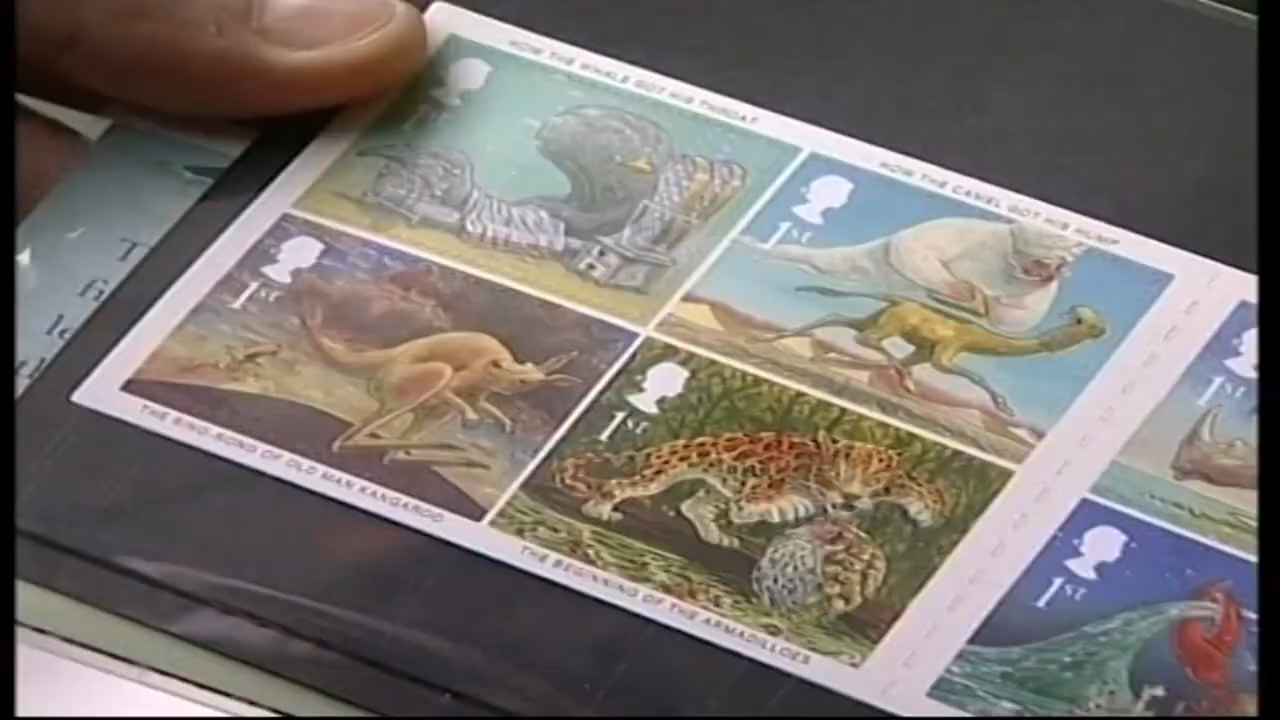 HOW THE WHALE GOT HIS THROAT
HOW THE CAMEL GOT HIS HUMP
1st
1st
1st
1st
1st
THE SING-SONG OF OLD MAN KANGAROO
THE BEGINNING OF THE ARMADILLOES